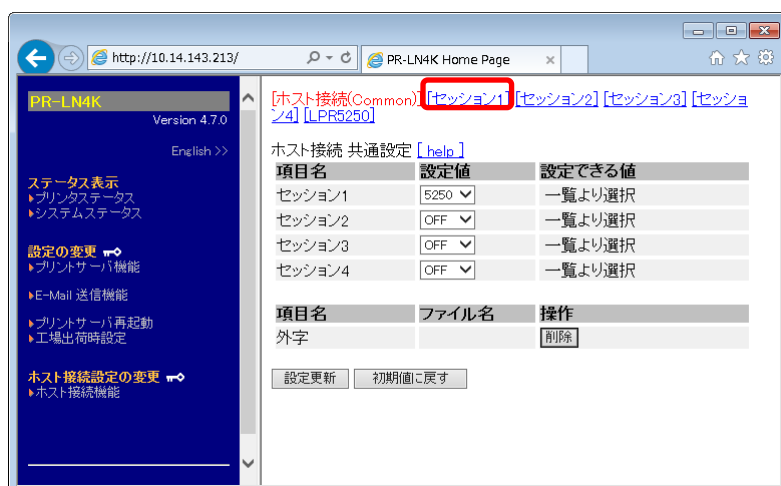 http://10.14.143.213/
PR-LN4K Home Page
PR-LN4K
Version 4.7.0
English >>
ステータス表示
プリンタステータス
システムステータス
設定の変更
プリントサーバ機能
E-Mail 送信機能
プリントサーバ再起動
工場出荷時設定
ホスト接続設定の変更
ホスト接続機能
[ホスト接続(Common)] [セッション1] [セッション2] [セッション3] [セッショ
ン4] [LPR5250]
ホスト接続 共通設定 [ help ]
項目名 設定値 設定できる値
セッション1 5250 一覧より選択
セッション2 OFF 一覧より選択
セッション3 OFF 一覧より選択
セッション4 OFF 一覧より選択
項目名 ファイル名 操作
外字 削除
設定更新 初期値に戻す